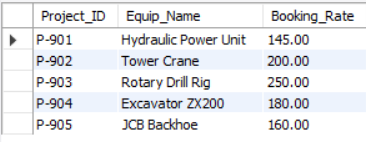 Project_ID Equip_Name Booking_Rate
P-901 Hydraulic Power Unit 145.00
P-902 Tower Crane 200.00
P-903 Rotary Drill Rig 250.00
P-904 Excavator ZX200 180.00
P-905 JCB Backhoe 160.00